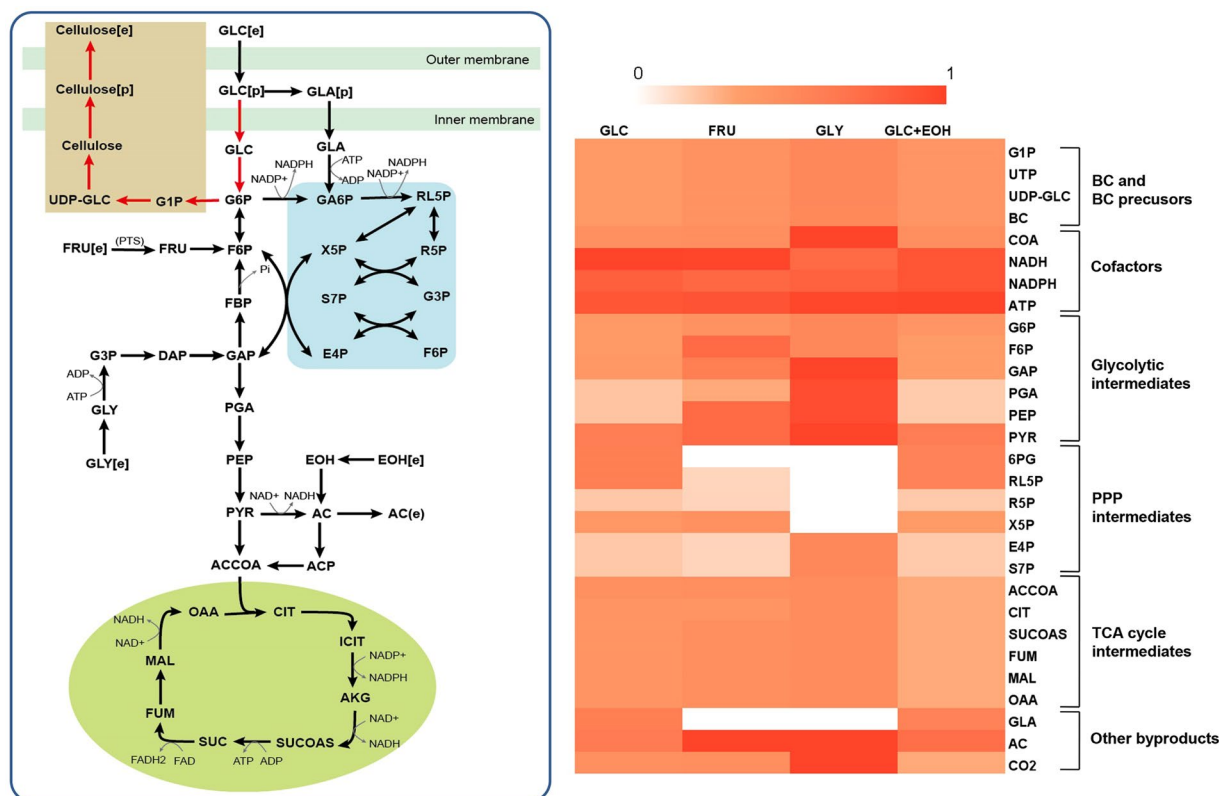 Cellulose[e]
GLC[e]
Outer membrane
Cellulose[p]
GLC[p]
GLA[p]
Inner membrane
Cellulose
GLC
GLA
ATP
ADP
NADP+
NADPH
NADP+
NADPH
UDP-GLC
G1P
G6P
GA6P
RL5P
FRU[e]
(PTS)
FRU
F6P
X5P
R5P
Pi
FBP
S7P
G3P
G3P
DAP
GAP
E4P
F6P
ADP
ATP
GLY
PGA
GLY[e]
PEP
EOH
EOH[e]
NAD+
NADH
PYR
AC
AC(e)
ACCOA
ACP
OAA
CIT
NADH
NAD+
ICIT
NADP+
NADPH
MAL
AKG
NAD+
NADH
FUM
SUC
SUCOAS
FADH2
FAD
ATP
ADP
0
1
GLC
FRU
GLY
GLC+EOH
G1P
UTP
UDP-GLC
BC
BC and
BC precusors
COA
NADH
NADPH
ATP
Cofactors
G6P
F6P
GAP
PGA
PEP
PYR
Glycolytic
intermediates
6PG
RL5P
R5P
X5P
E4P
S7P
PPP
intermediates
ACCOA
CIT
SUCOAS
FUM
MAL
OAA
TCA cycle
intermediates
GLA
AC
CO2
Other byproducts